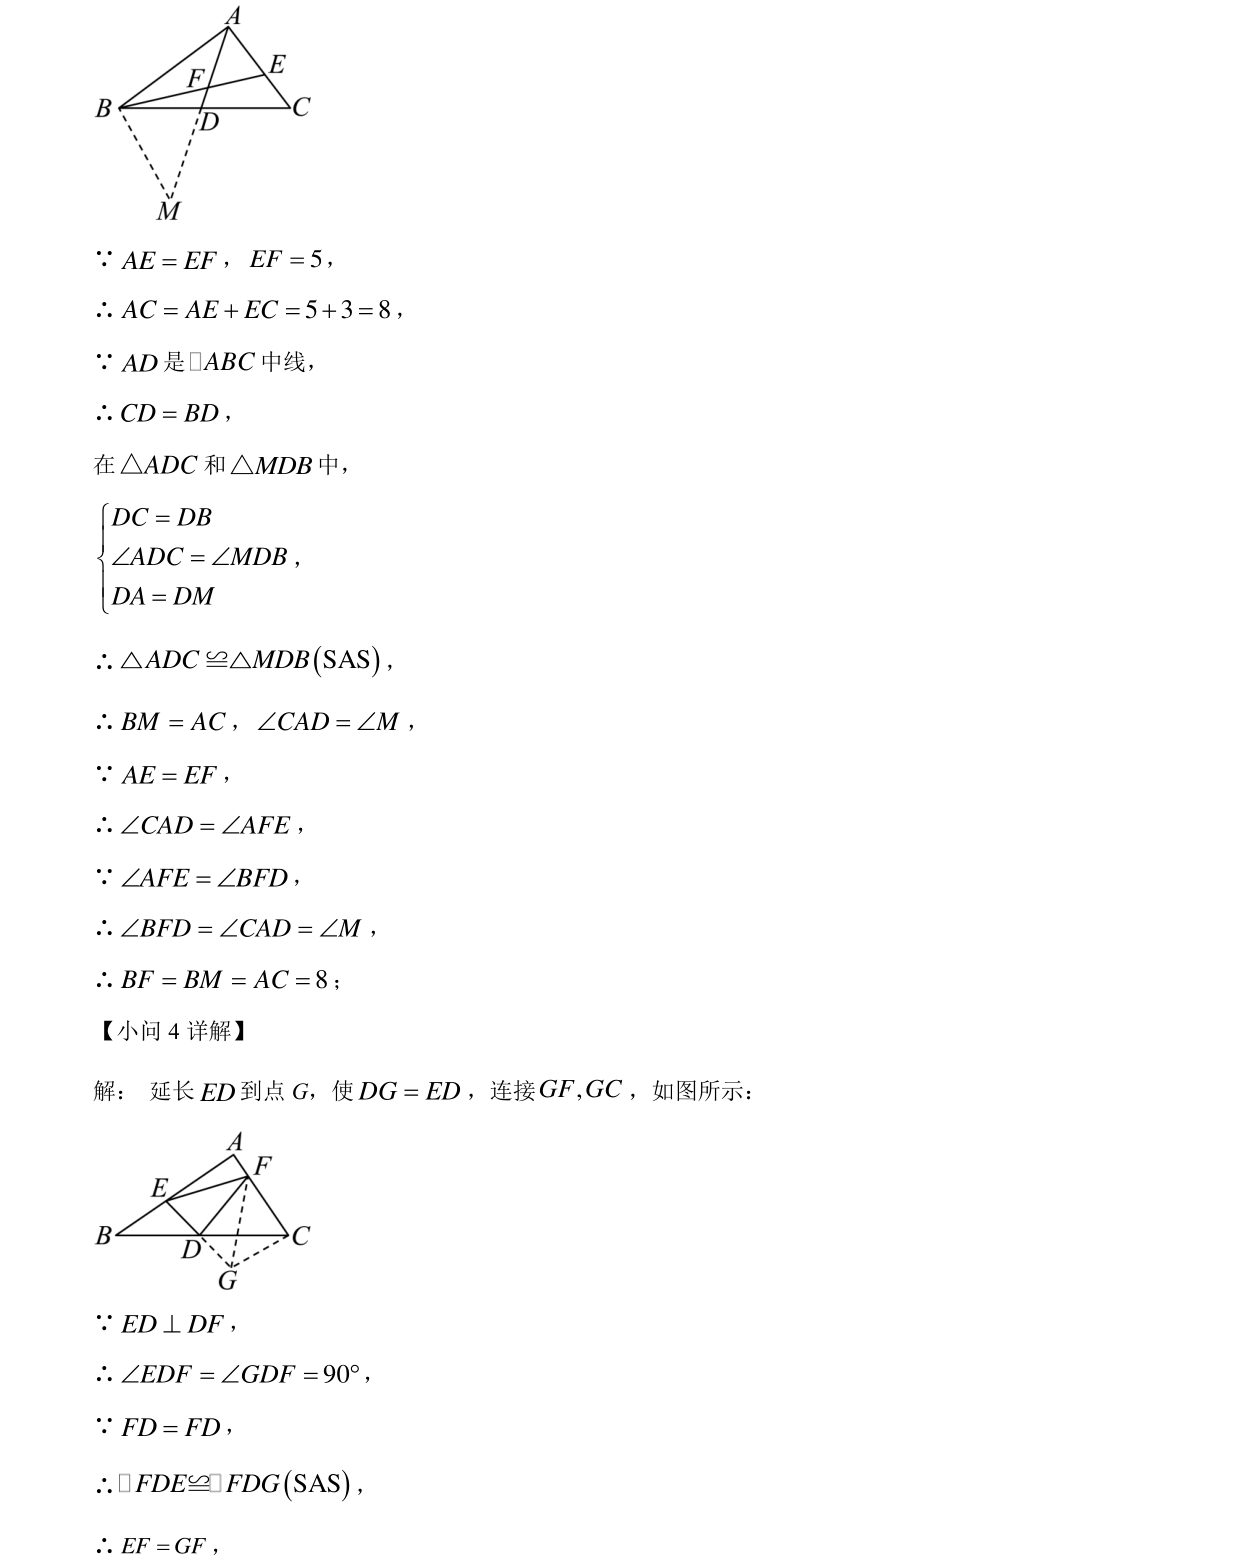 A
E
F
B
D
C
M
∵ AE = EF，EF = 5，
∴ AC = AE + EC = 5 + 3 = 8，
∵ AD 是 □ABC 中线，
∴ CD = BD，
在 △ADC 和 △MDB 中，
{DC = DB
∠ADC = ∠MDB，
DA = DM
∴ △ADC ≌ △MDB(SAS)，
∴ BM = AC，∠CAD = ∠M，
∵ AE = EF，
∴ ∠CAD = ∠AFE，
∵ ∠AFE = ∠BFD，
∴ ∠BFD = ∠CAD = ∠M，
∴ BF = BM = AC = 8；
【小问 4 详解】
解： 延长 ED 到点 G，使 DG = ED，连接 GF,GC，如图所示：
A
F
E
B
D
C
G
∵ ED ⊥ DF，
∴ ∠EDF = ∠GDF = 90°，
∵ FD = FD，
∴ □FDE≌□FDG(SAS)，
∴ EF = GF，